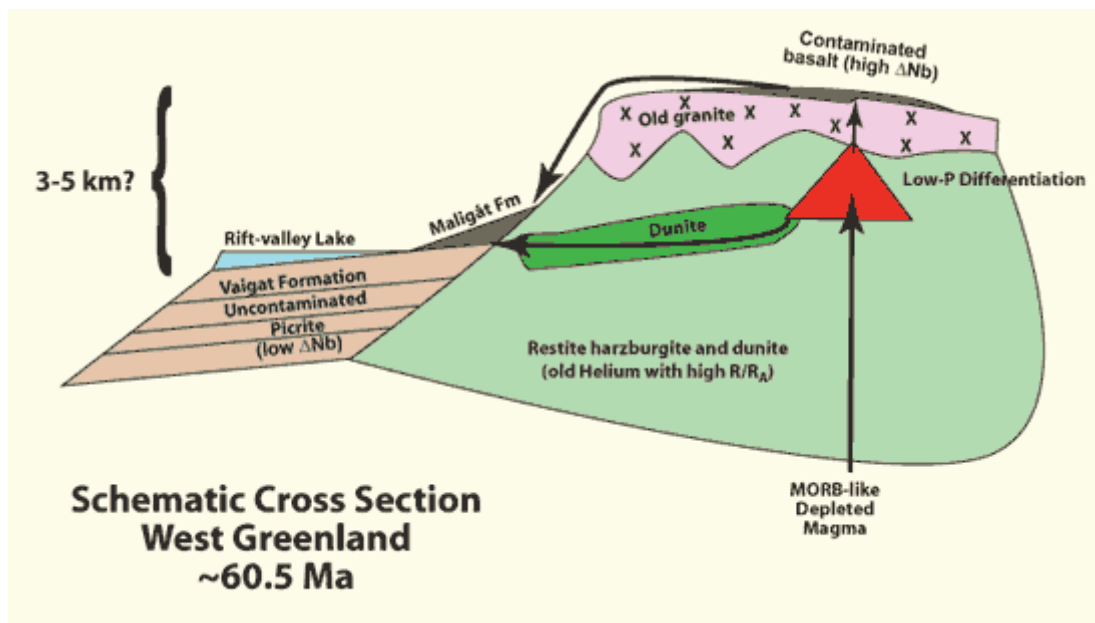 Contaminated
basalt (high ΔNb)
X X X X X X
Old granite
X X X X X
3-5 km?
Low-P Differentiation
Maligât Fm
Dunite
Rift-valley Lake
Vaigat Formation
Uncontaminated
Picrite
(low ΔNb)
Restite harzburgite and dunite
(old Helium with high R/RA)
MORB-like
Depleted
Magma
Schematic Cross Section
West Greenland
~60.5 Ma